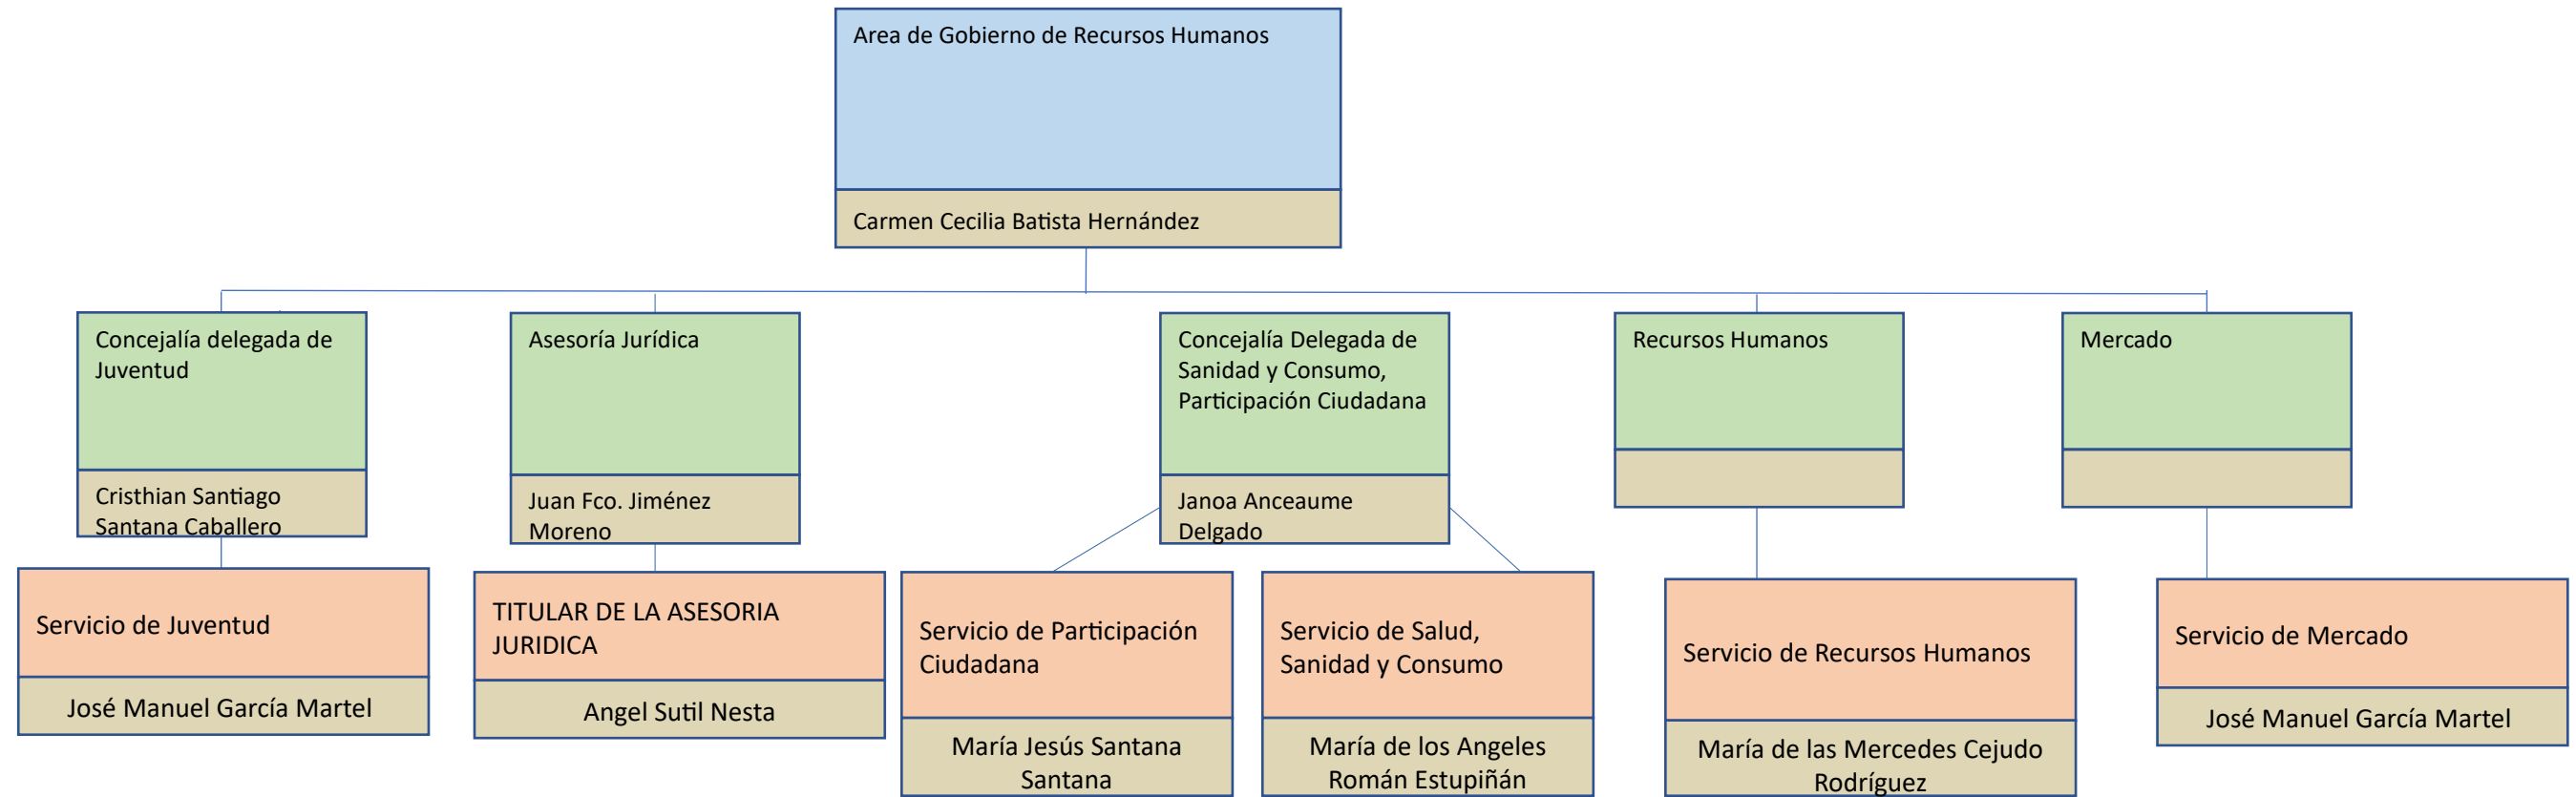 Area de Gobierno de Recursos Humanos
Carmen Cecilia Batista Hernández
Concejalía delegada de
Juventud
Cristhian Santiago
Santana Caballero
Asesoría Jurídica
Juan Fco. Jiménez
Moreno
Concejalía Delegada de
Sanidad y Consumo,
Participación Ciudadana
Janoa Anceaume
Delgado
Recursos Humanos
Mercado
Servicio de Juventud
José Manuel García Martel
TITULAR DE LA ASESORIA
JURIDICA
Angel Sutil Nesta
Servicio de Participación
Ciudadana
María Jesús Santana
Santana
Servicio de Salud,
Sanidad y Consumo
María de los Angeles
Román Estupiñán
Servicio de Recursos Humanos
María de las Mercedes Cejudo
Rodríguez
Servicio de Mercado
José Manuel García Martel